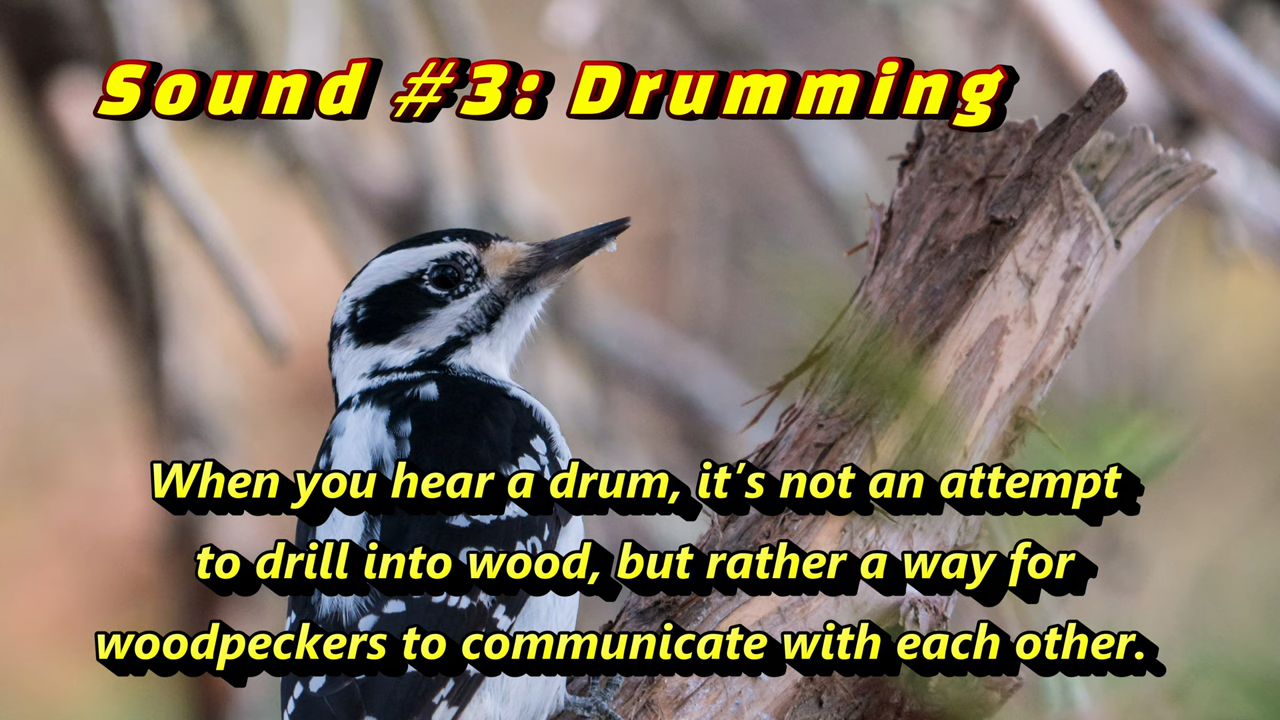 Sound #3: Drumming
When you hear a drum, it’s not an attempt
to drill into wood, but rather a way for
woodpeckers to communicate with each other.